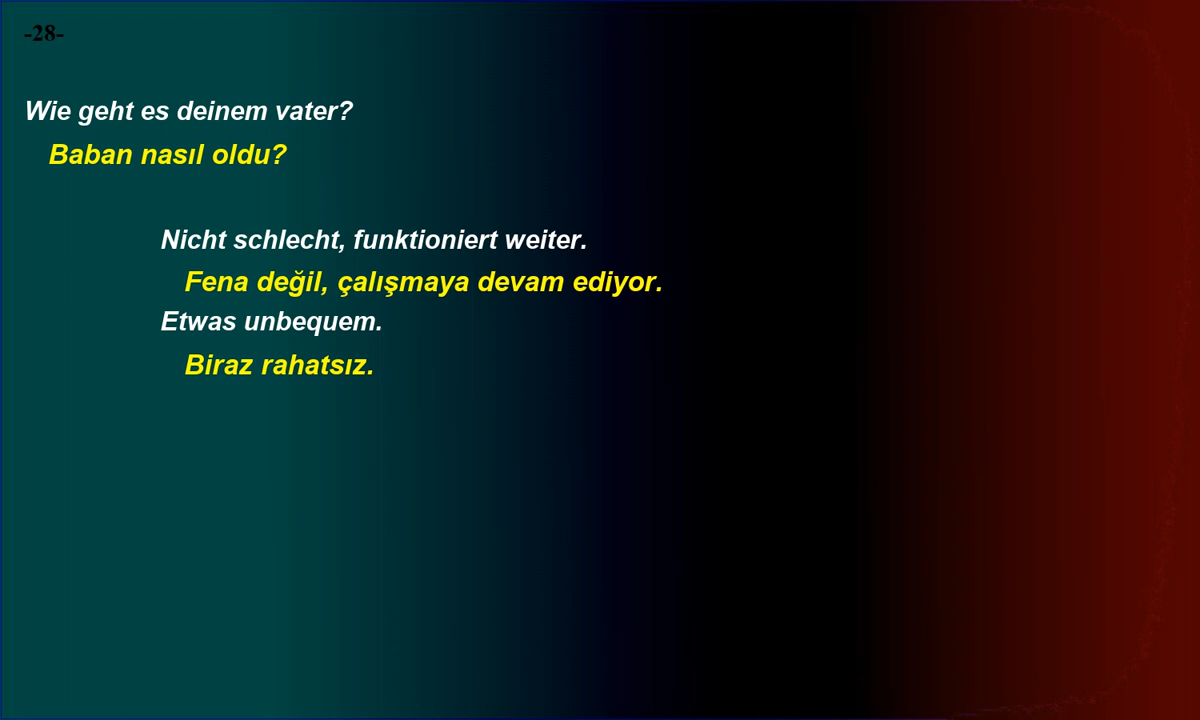 -28-
Wie geht es deinem vater?
Baban nasıl oldu?
Nicht schlecht, funktioniert weiter.
Fena değil, çalışmaya devam ediyor.
Etwas unbequem.
Biraz rahatsız.